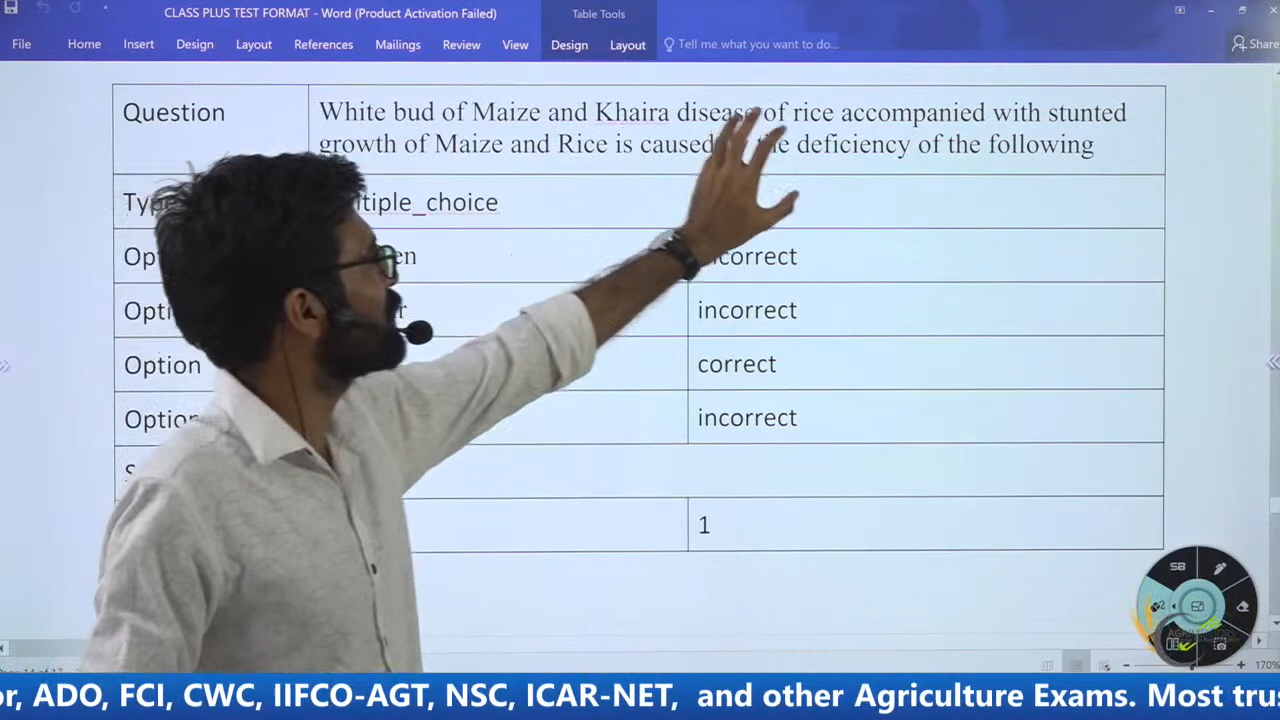 CLASS PLUS TEST FORMAT - Word (Product Activation Failed)
Table Tools
File Home Insert Design Layout References Mailings Review View Design Layout Tell me what you want to do... Share
Question
White bud of Maize and Khaira disease of rice accompanied with stunted
growth of Maize and Rice is caused the deficiency of the following
incorrect
incorrect
Option
correct
incorrect
1
SB
170%
ADO, FCI, CWC, IIFCO-AGT, NSC, ICAR-NET, and other Agriculture Exams. Most